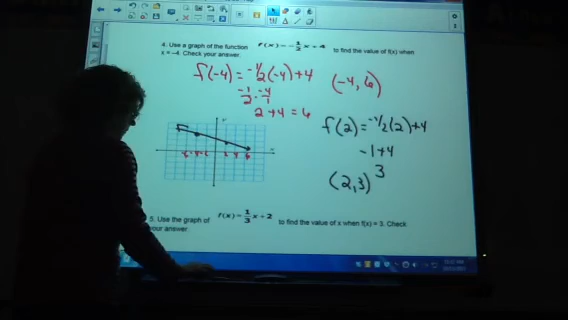 4. Use a graph of the function f(x) = -1/2 x + 4 to find the value of f(x) when
x = -4. Check your answer.
f(-4) = -1/2(-4)+4
-1/2 · -4/1
2+4=6
(-4, 6)
f(2) = -1/2(2)+4
-1+4
3
(2,3)
5. Use the graph of f(x) = 1/3 x + 2 to find the value of x when f(x) = 3. Check
your answer